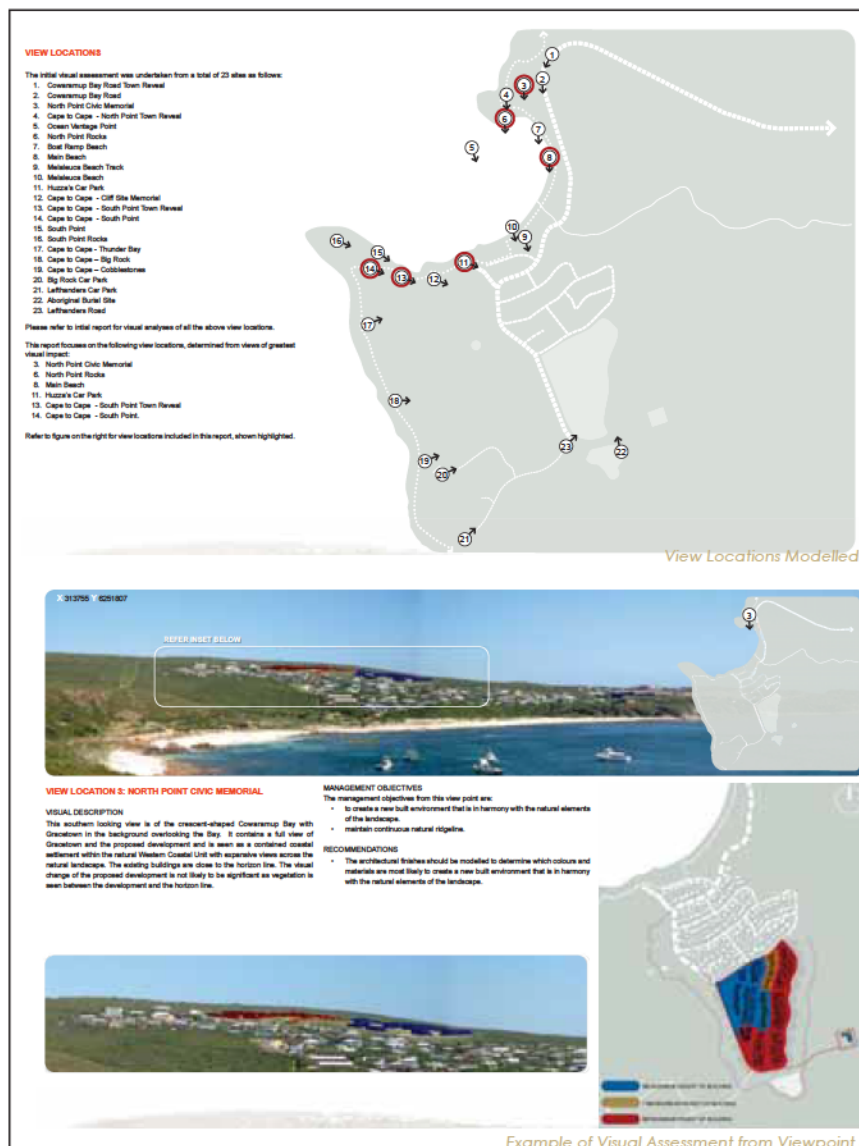 VIEW LOCATIONS
The initial visual assessment was undertaken from a total of 23 sites as follows:
1. Cowaramup Bay Road Town Reveal
2. Cowaramup Bay Road
3. North Point Civic Memorial
4. Cape to Cape - North Point Town Reveal
5. Ocean Vantage Point
6. North Point Rocks
7. Boat Ramp Beach
8. Main Beach
9. Melaleuca Beach Track
10. Melaleuca Beach
11. Huzza's Car Park
12. Cape to Cape - Cliff Site Memorial
13. Cape to Cape - South Point Town Reveal
14. Cape to Cape - South Point
15. South Point
16. South Point Rocks
17. Cape to Cape - Thunder Bay
18. Cape to Cape – Big Rock
19. Cape to Cape – Cobblestones
20. Big Rock Car Park
21. Lefthanders Car Park
22. Aboriginal Burial Site
23. Lefthanders Road
Please refer to intial report for visual analyses of all the above view locations.
This report focuses on the following view locations, determined from views of greatest
visual impact:
3. North Point Civic Memorial
6. North Point Rocks
8. Main Beach
11. Huzza's Car Park
13. Cape to Cape - South Point Town Reveal
14. Cape to Cape - South Point.
Refer to figure on the right for view locations included in this report, shown highlighted.
1
2
3
4
6
7
5
8
10
9
16
15
14
13
12
11
17
18
19
20
23
22
21
View Locations Modelled
X 313755 Y 6251807
REFER INSET BELOW
3
VIEW LOCATION 3: NORTH POINT CIVIC MEMORIAL
VISUAL DESCRIPTION
This southern looking view is of the crescent-shaped Cowaramup Bay with
Gracetown in the background overlooking the Bay. It contains a full view of
Gracetown and the proposed development and is seen as a contained coastal
settlement within the natural Western Coastal Unit with expansive views across the
natural landscape. The existing buildings are close to the horizon line. The visual
change of the proposed development is not likely to be significant as vegetation is
seen between the development and the horizon line.
MANAGEMENT OBJECTIVES
The management objectives from this view point are:
• to create a new built environment that is in harmony with the natural elements
of the landscape.
• maintain continuous natural ridgeline.
RECOMMENDATIONS
• The architectural finishes should be modelled to determine which colours and
materials are most likely to create a new built environment that is in harmony
with the natural elements of the landscape.
Example of Visual Assessment from Viewpoint